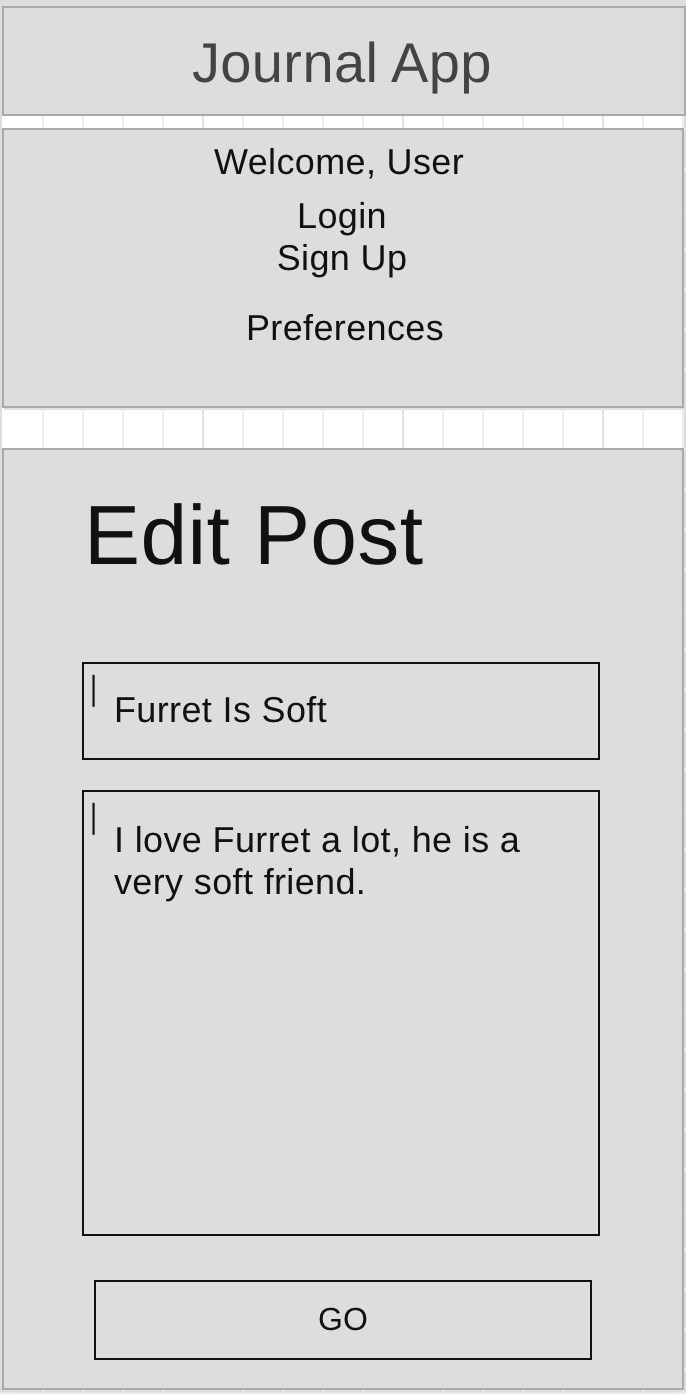 Journal App
Welcome, User
Login
Sign Up
Preferences
Edit Post
Furret Is Soft
I love Furret a lot, he is a
very soft friend.
GO